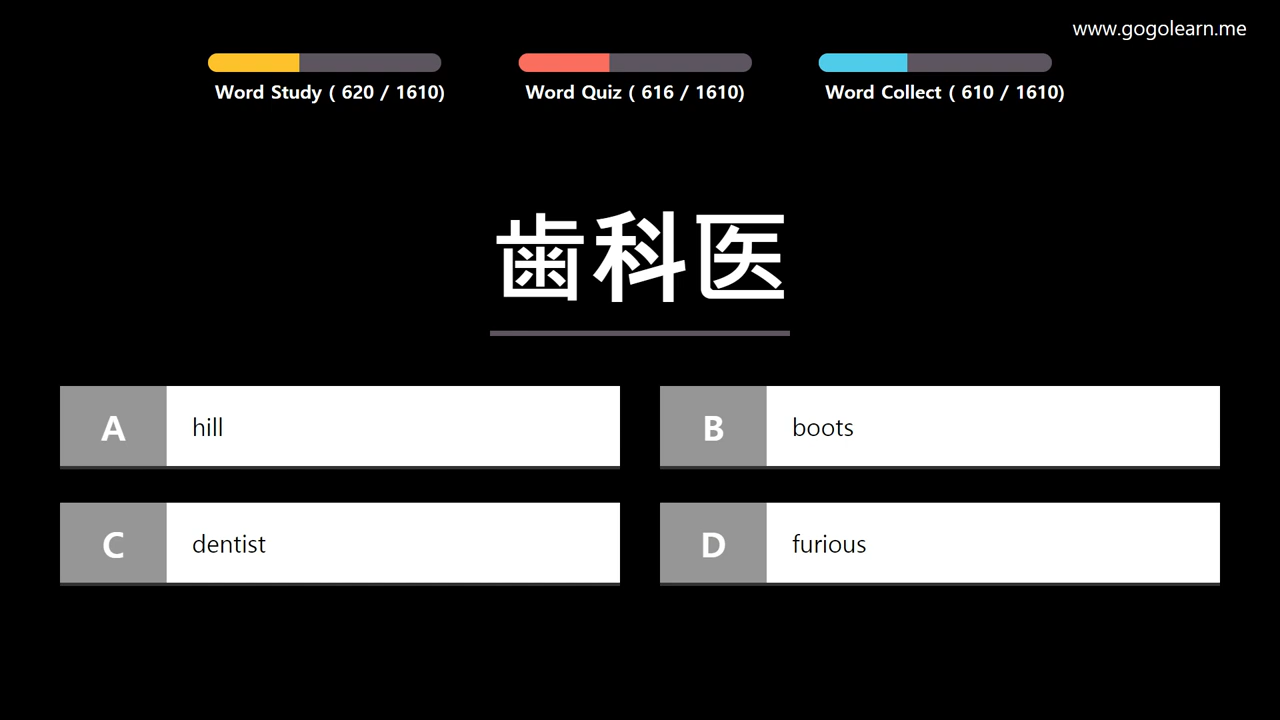 www.gogolearn.me
Word Study ( 620 / 1610)
Word Quiz ( 616 / 1610)
Word Collect ( 610 / 1610)
歯科医
A hill
B boots
C dentist
D furious